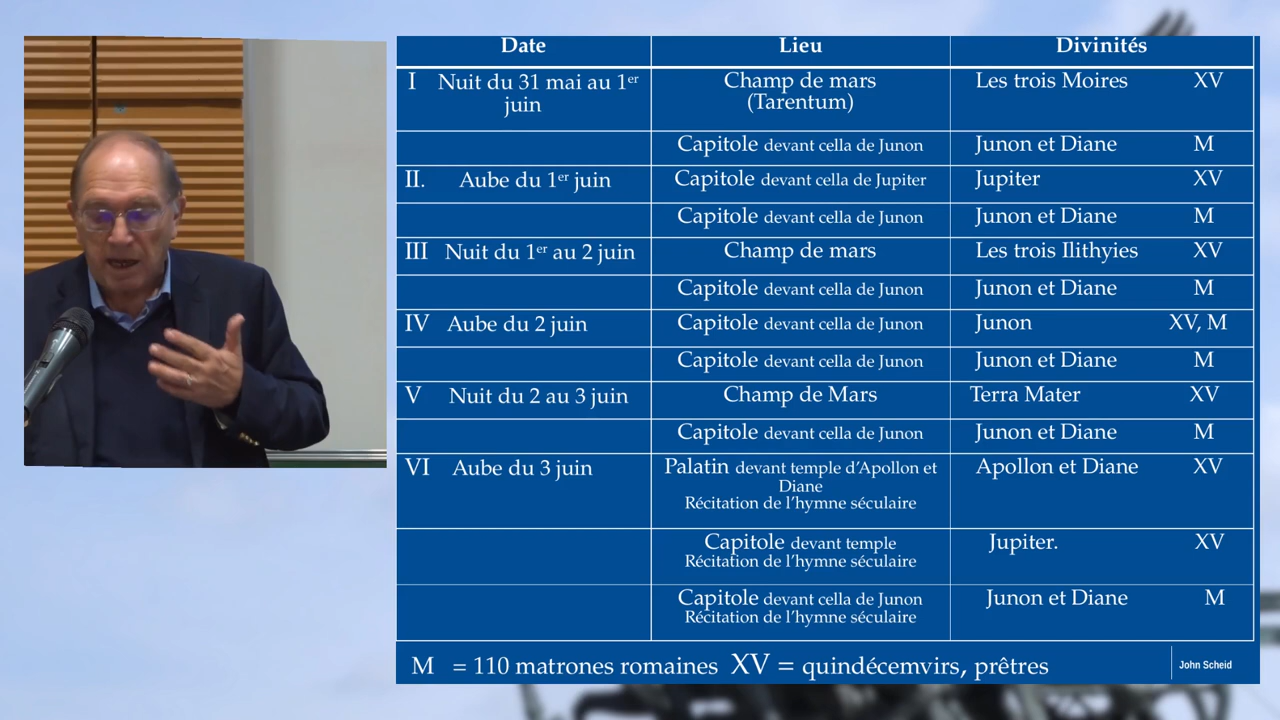 Date Lieu Divinités
I Nuit du 31 mai au 1er Champ de mars Les trois Moires XV
juin (Tarentum)
Capitole devant cella de Junon Junon et Diane M
II. Aube du 1er juin Capitole devant cella de Jupiter Jupiter XV
Capitole devant cella de Junon Junon et Diane M
III Nuit du 1er au 2 juin Champ de mars Les trois Ilithyies XV
Capitole devant cella de Junon Junon et Diane M
IV Aube du 2 juin Capitole devant cella de Junon Junon XV, M
Capitole devant cella de Junon Junon et Diane M
V Nuit du 2 au 3 juin Champ de Mars Terra Mater XV
Capitole devant cella de Junon Junon et Diane M
VI Aube du 3 juin Palatin devant temple d’Apollon et Apollon et Diane XV
Diane
Récitation de l’hymne séculaire
Capitole devant temple Jupiter. XV
Récitation de l’hymne séculaire
Capitole devant cella de Junon Junon et Diane M
Récitation de l’hymne séculaire
M = 110 matrones romaines XV = quindécemvirs, prêtres
John Scheid